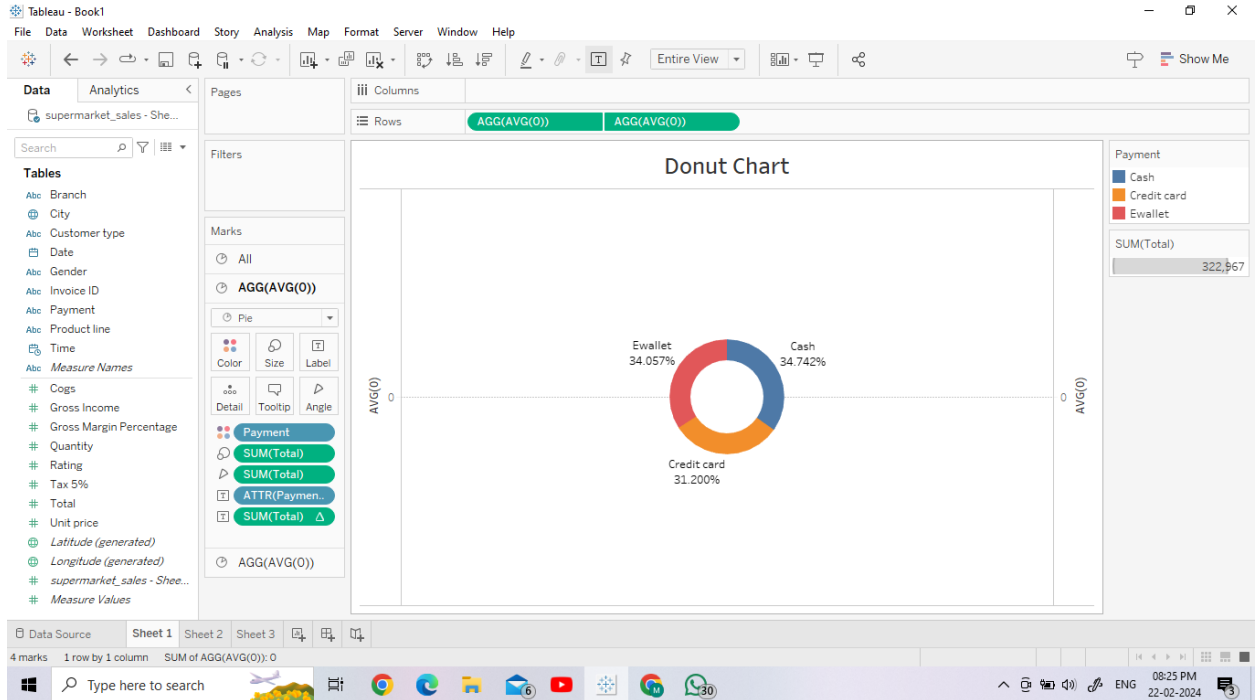 Tableau - Book1
File Data Worksheet Dashboard Story Analysis Map Format Server Window Help
Entire View
Show Me
Data Analytics
supermarket_sales - She...
Search
Tables
Abc Branch
City
Abc Customer type
Date
Abc Gender
Abc Invoice ID
Abc Payment
Abc Product line
Time
Abc Measure Names
# Cogs
# Gross Income
# Gross Margin Percentage
# Quantity
# Rating
# Tax 5%
# Total
# Unit price
Latitude (generated)
Longitude (generated)
# supermarket_sales - Shee...
# Measure Values
Pages
Filters
Marks
All
AGG(AVG(0))
Pie
Color Size Label
Detail Tooltip Angle
Payment
SUM(Total)
SUM(Total)
ATTR(Paymen..
SUM(Total) Δ
AGG(AVG(0))
Columns
Rows AGG(AVG(0)) AGG(AVG(0))
Donut Chart
AVG(0)
0
Ewallet
34.057%
Cash
34.742%
Credit card
31.200%
0
AVG(0)
Payment
Cash
Credit card
Ewallet
SUM(Total)
322,967
Data Source Sheet 1 Sheet 2 Sheet 3
4 marks 1 row by 1 column SUM of AGG(AVG(0)): 0
Type here to search
6
M
30
ENG
08:25 PM
22-02-2024
3